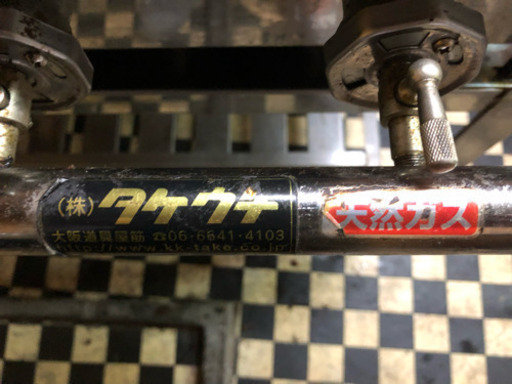 (株)タケウチ
大阪道具屋筋 ☎06-6641-4103
http://www.kk-take.co.jp
天然ガス